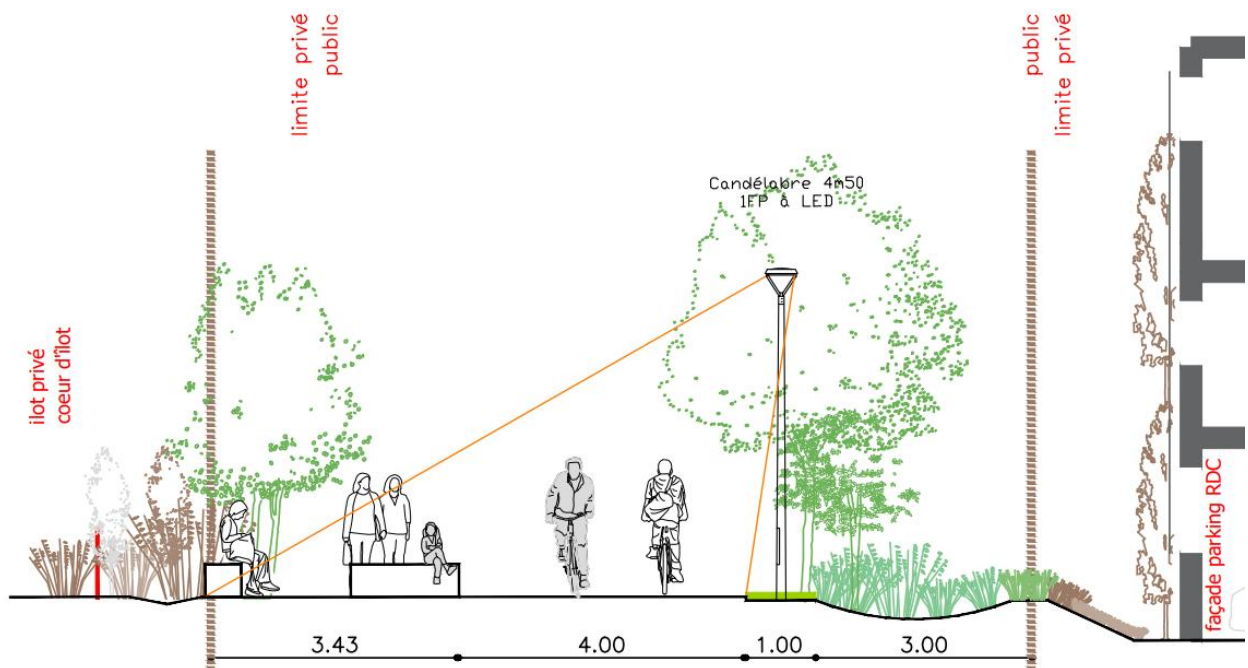 limite privé
public
public
limite privé
Candélabre 4m50
1FP à LED
ilot privé
coeur d'îlot
façade parking RDC
3.43
4.00
1.00
3.00